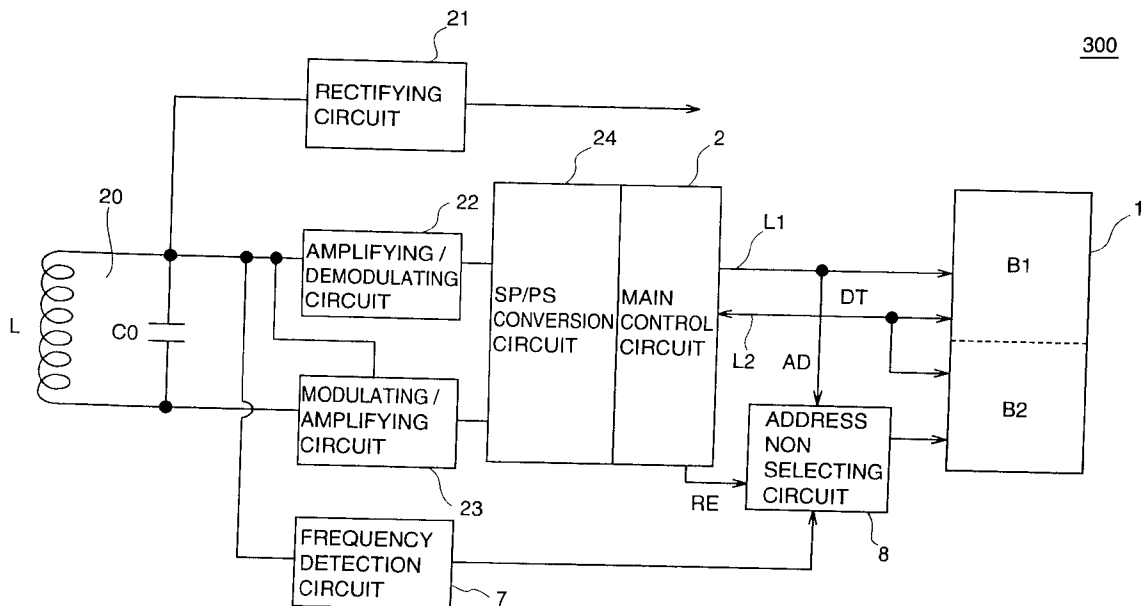 300
21
RECTIFYING
CIRCUIT
24
2
20
22
1
AMPLIFYING /
DEMODULATING
CIRCUIT
L1
B1
L
C0
SP/PS
CONVERSION
CIRCUIT
MAIN
CONTROL
CIRCUIT
DT
L2
AD
MODULATING /
AMPLIFYING
CIRCUIT
ADDRESS
NON
SELECTING
CIRCUIT
B2
23
RE
8
FREQUENCY
DETECTION
CIRCUIT
7